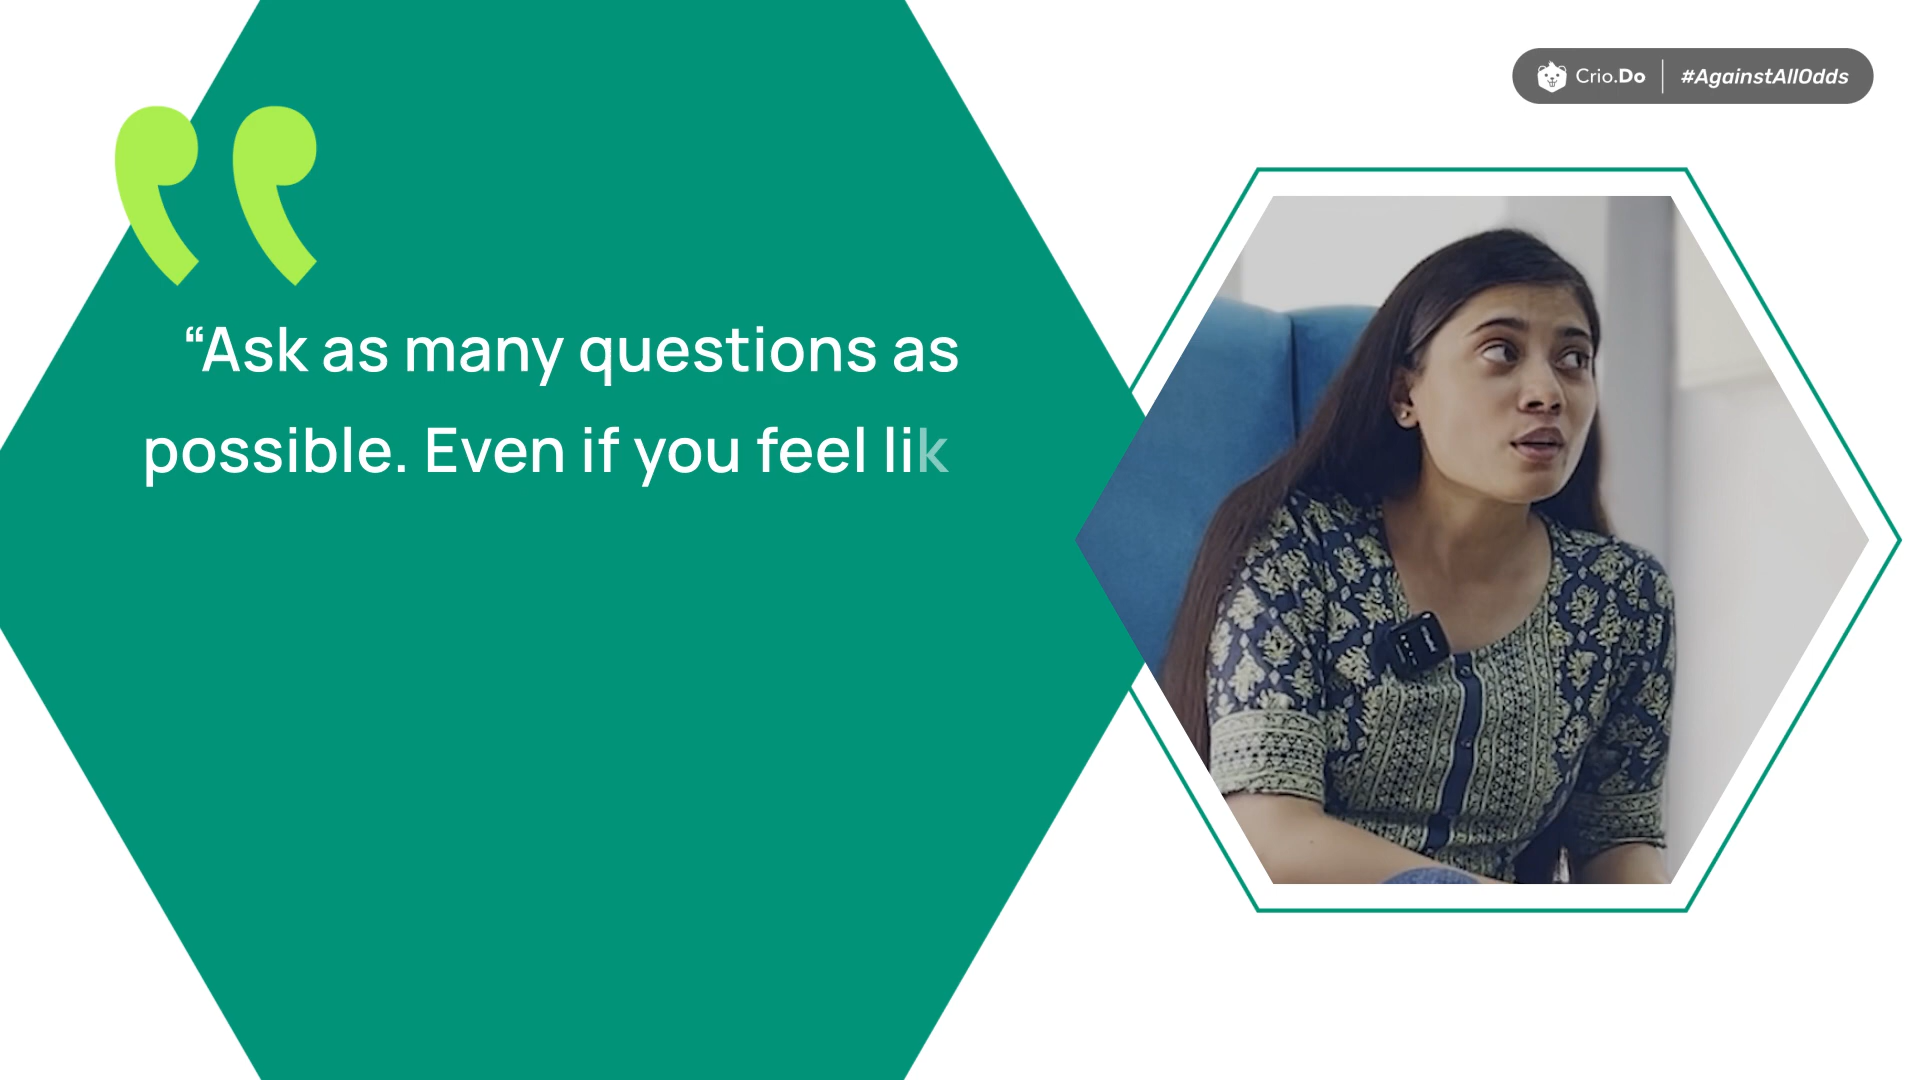 Crio.Do | #AgainstAllOdds
“Ask as many questions as
possible. Even if you feel lik